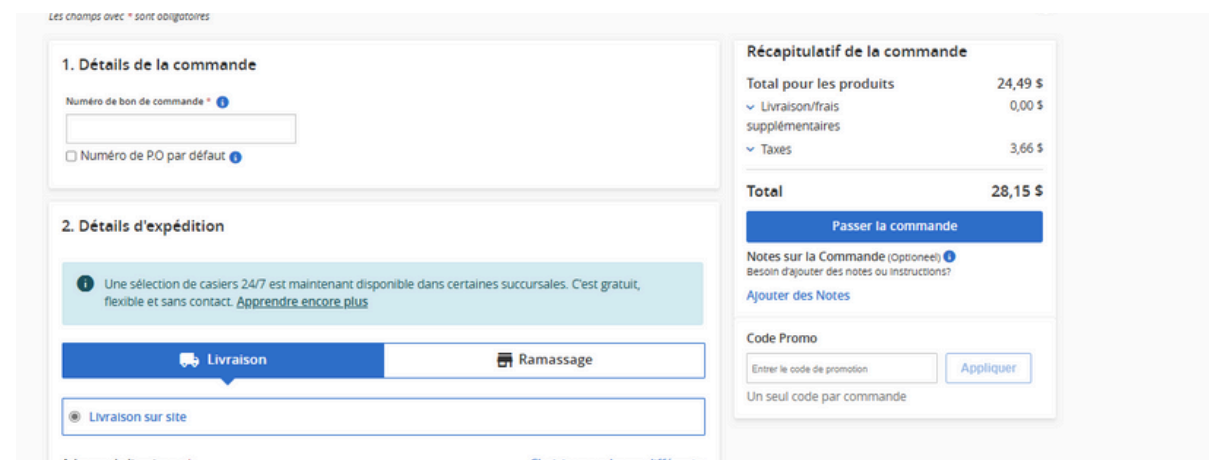 Les champs avec * sont obligatoires
1. Détails de la commande
Numéro de bon de commande *
Numéro de P.O par défaut
2. Détails d'expédition
Une sélection de casiers 24/7 est maintenant disponible dans certaines succursales. C'est gratuit,
flexible et sans contact. Apprendre encore plus
Livraison
Ramassage
Livraison sur site
Récapitulatif de la commande
Total pour les produits 24,49 $
Livraison/frais 0,00 $
supplémentaires
Taxes 3,66 $
Total 28,15 $
Passer la commande
Notes sur la Commande (Optioneel)
Besoin d'ajouter des notes ou instructions?
Ajouter des Notes
Code Promo
Entrer le code de promotion
Appliquer
Un seul code par commande